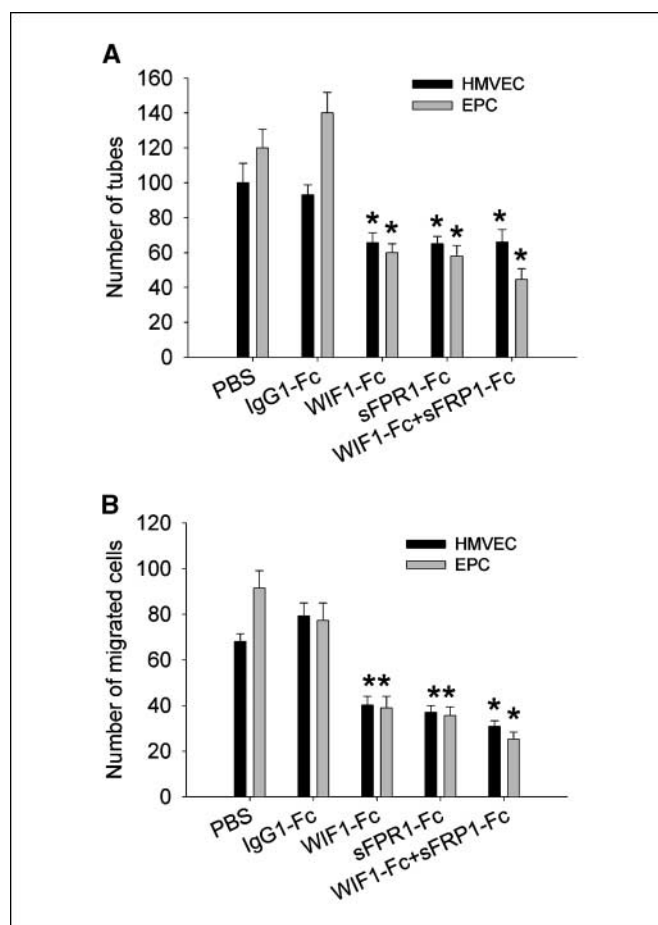 A
160
140
120
100
80
60
40
20
0
Number of tubes
HMVEC
EPC
* * * * * *
PBS
IgG1-Fc
WIF1-Fc
sFPR1-Fc
WIF1-Fc+sFRP1-Fc
B
120
100
80
60
40
20
0
Number of migrated cells
HMVEC
EPC
** ** * *
PBS
IgG1-Fc
WIF1-Fc
sFPR1-Fc
WIF1-Fc+sFRP1-Fc